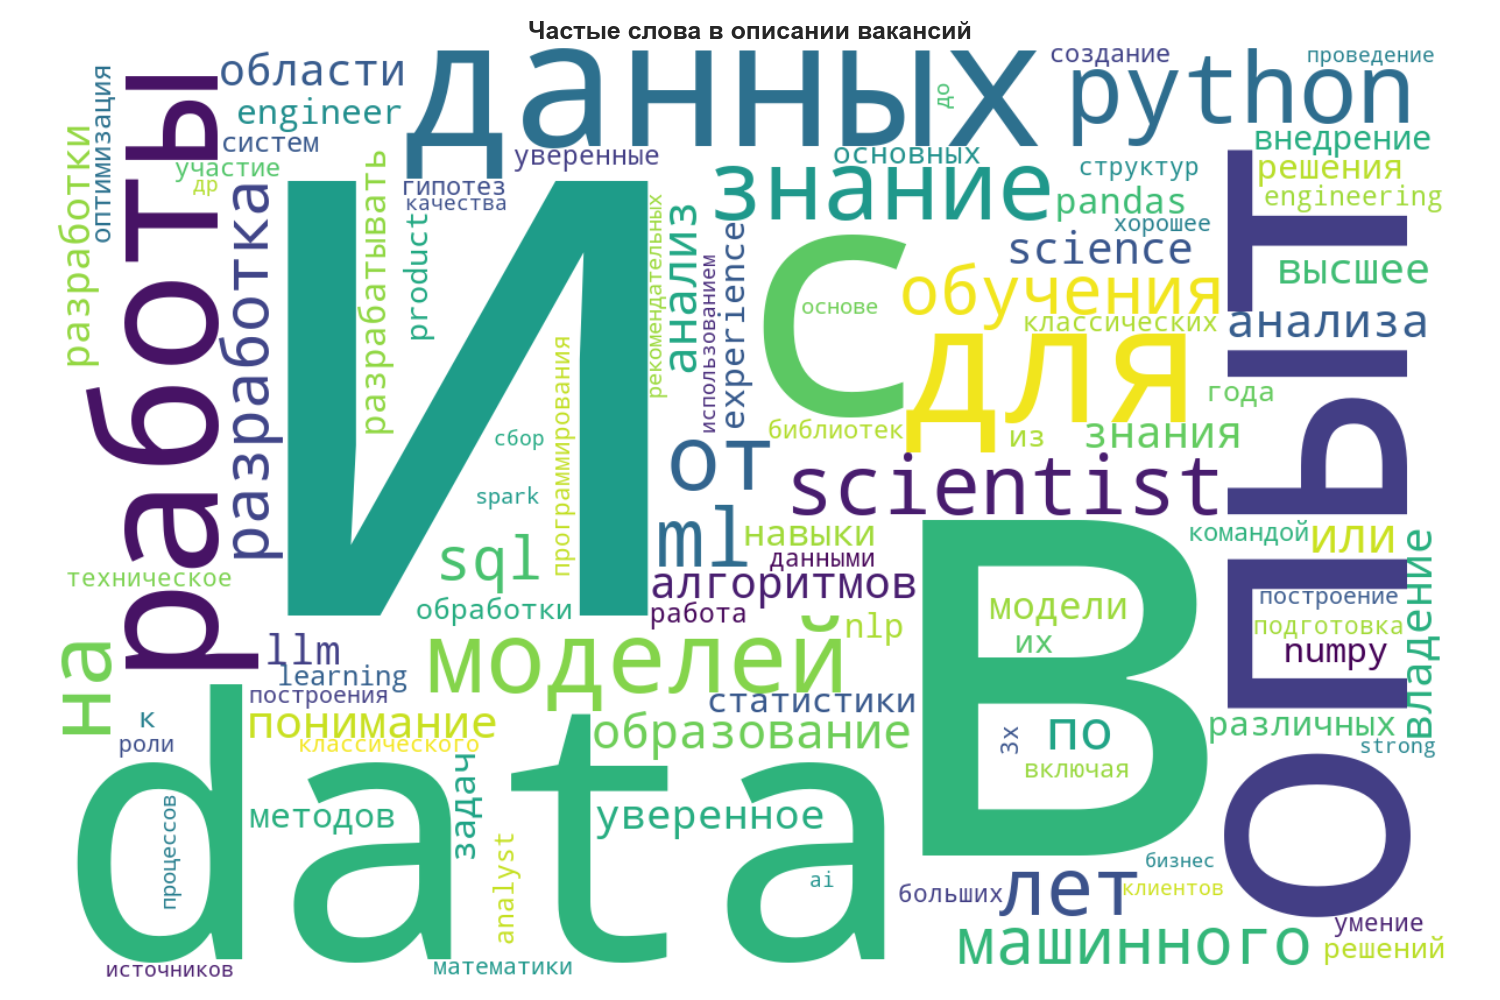 Частые слова в описании вакансий
данных
python
создание
проведение
области
engineer
систем
участие
др
оптимизация
разработки
работы
разработка
разрабатывать
гипотез
качества
уверенные
до
основных
знание
структур
pandas
хорошее
внедрение
решения
engineering
science
высшее
product
и
рекомендательных
анализ
использованием
experience
с
основе
обучения
классических
для
анализа
года
опыт
библиотек
из
знания
от
scientist
сбор
spark
программирования
sql
ml
навыки
данными
алгоритмов
командой
или
техническое
обработки
работа
nlp
в
модели
их
построение
подготовка
numpy
владение
на
llm
learning
построения
моделей
статистики
понимание
классического
образование
к
роли
по
3х
включая
различных
strong
data
процессов
методов
задач
уверенное
analyst
ai
бизнес
больших
лет
клиентов
умение
машинного
решений
источников
математики